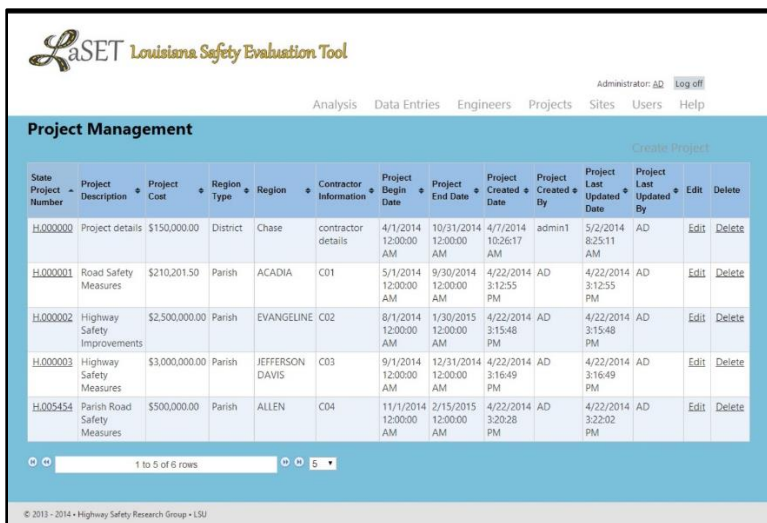 LaSET Louisiana Safety Evaluation Tool
Administrator: AD Log off
Analysis Data Entries Engineers Projects Sites Users Help
Project Management
Create Project
State Project Number Project Description Project Cost Region Type Region Contractor Information Project Begin Date Project End Date Project Created Date Project Created By Project Last Updated Date Project Last Updated By Edit Delete
H.000000 Project details $150,000.00 District Chase contractor details 4/1/2014 12:00:00 AM 10/31/2014 12:00:00 AM 4/7/2014 10:26:17 AM admin1 5/2/2014 8:25:11 AM AD Edit Delete
H.000001 Road Safety Measures $210,201.50 Parish ACADIA C01 5/1/2014 12:00:00 AM 9/30/2014 12:00:00 AM 4/22/2014 3:12:55 PM AD 4/22/2014 3:12:55 PM AD Edit Delete
H.000002 Highway Safety Improvements $2,500,000.00 Parish EVANGELINE C02 8/1/2014 12:00:00 AM 1/30/2015 12:00:00 AM 4/22/2014 3:15:48 PM AD 4/22/2014 3:15:48 PM AD Edit Delete
H.000003 Highway Safety Measures $3,000,000.00 Parish JEFFERSON DAVIS C03 9/1/2014 12:00:00 AM 12/31/2014 12:00:00 AM 4/22/2014 3:16:49 PM AD 4/22/2014 3:16:49 PM AD Edit Delete
H.005454 Parish Road Safety Measures $500,000.00 Parish ALLEN C04 11/1/2014 12:00:00 AM 2/15/2015 12:00:00 AM 4/22/2014 3:20:28 PM AD 4/22/2014 3:22:02 PM AD Edit Delete
1 to 5 of 6 rows 5
© 2013 - 2014 • Highway Safety Research Group • LSU